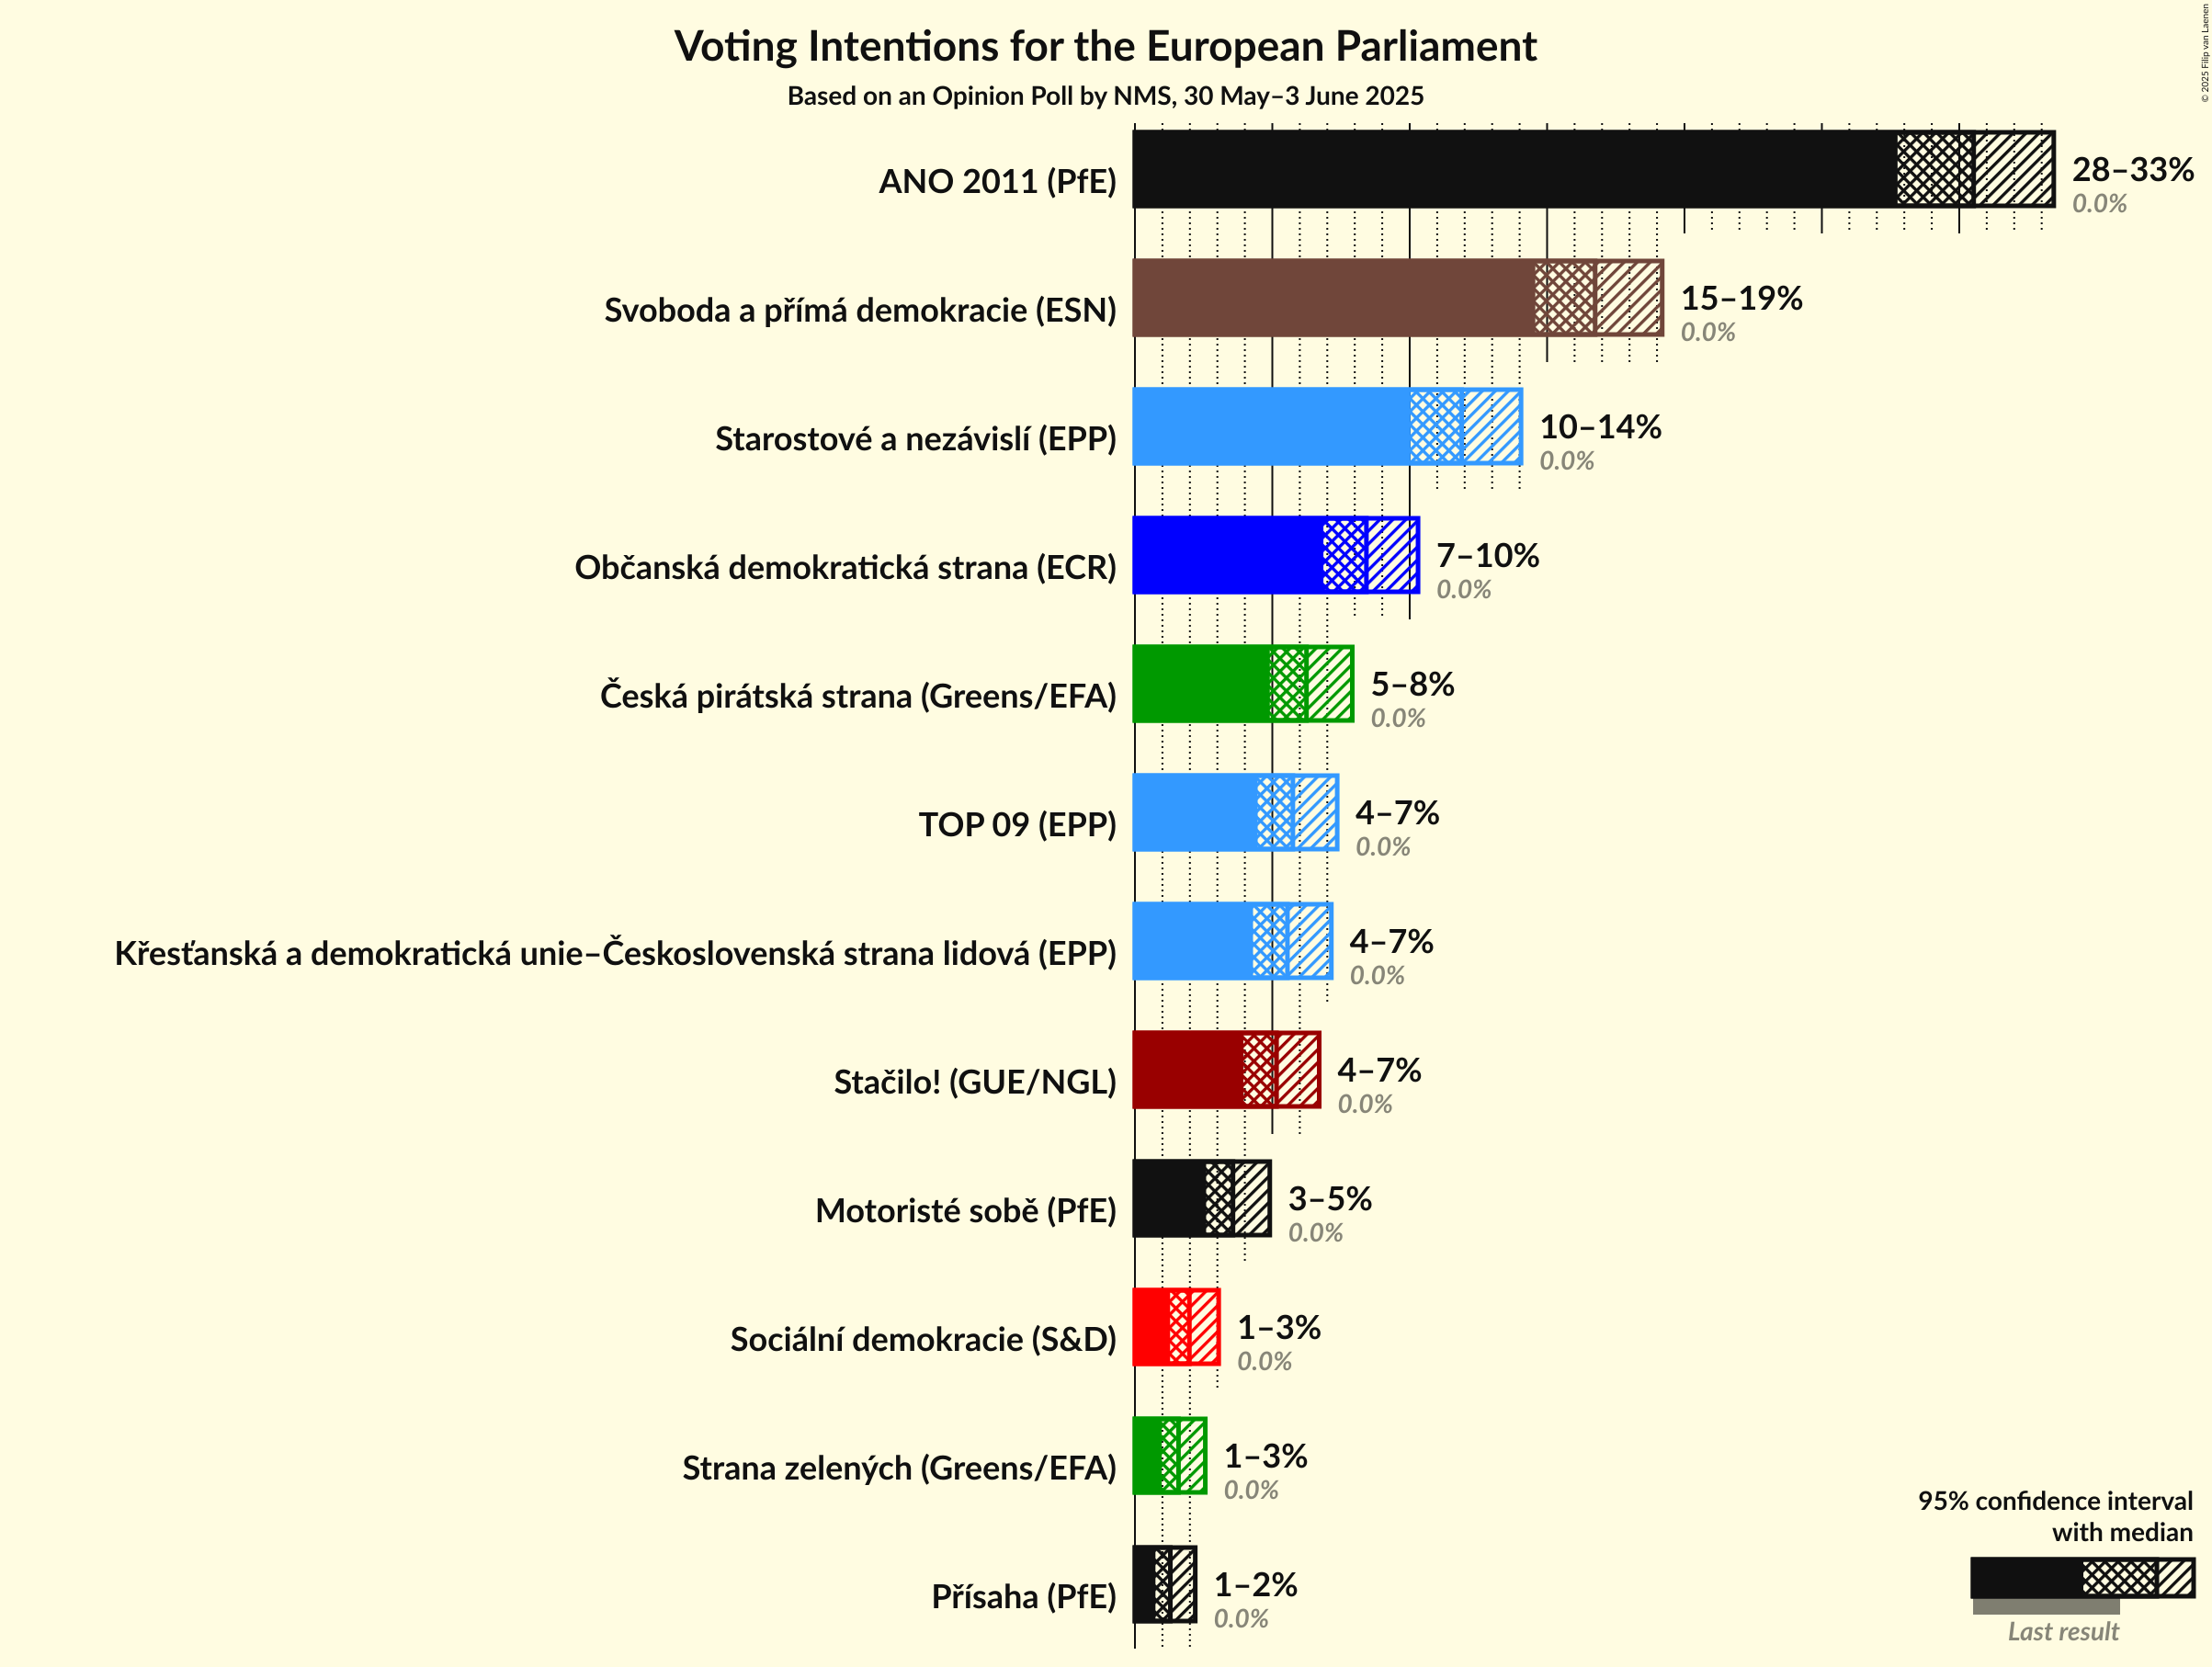 Voting Intentions for the European Parliament
Based on an Opinion Poll by NMS, 30 May–3 June 2025
© 2025 Filip van Laenen
ANO 2011 (PfE)
28–33%
0.0%
Svoboda a přímá demokracie (ESN)
15–19%
0.0%
Starostové a nezávislí (EPP)
10–14%
0.0%
Občanská demokratická strana (ECR)
7–10%
0.0%
Česká pirátská strana (Greens/EFA)
5–8%
0.0%
TOP 09 (EPP)
4–7%
0.0%
Křesťanská a demokratická unie–Československá strana lidová (EPP)
4–7%
0.0%
Stačilo! (GUE/NGL)
4–7%
0.0%
Motoristé sobě (PfE)
3–5%
0.0%
Sociální demokracie (S&D)
1–3%
0.0%
Strana zelených (Greens/EFA)
1–3%
0.0%
Přísaha (PfE)
1–2%
0.0%
95% confidence interval
with median
Last result